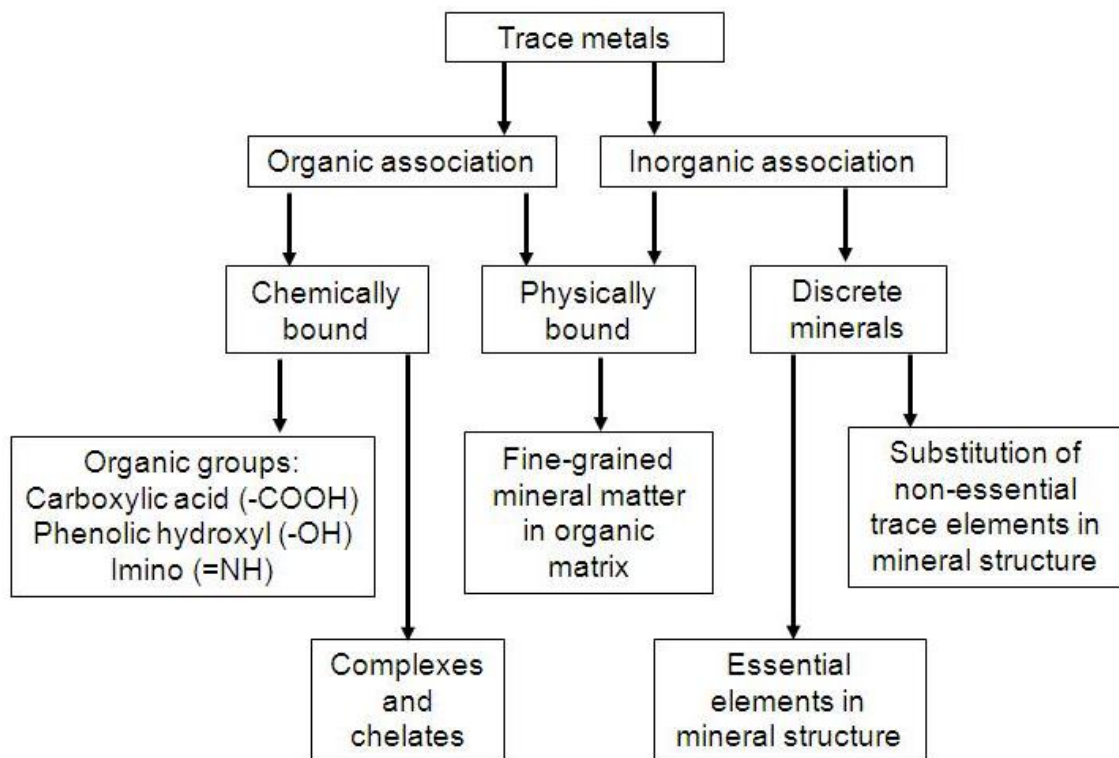 Trace metals
Organic association
Inorganic association
Chemically
bound
Physically
bound
Discrete
minerals
Organic groups:
Carboxylic acid (-COOH)
Phenolic hydroxyl (-OH)
Imino (=NH)
Fine-grained
mineral matter
in organic
matrix
Substitution of
non-essential
trace elements in
mineral structure
Complexes
and
chelates
Essential
elements in
mineral structure